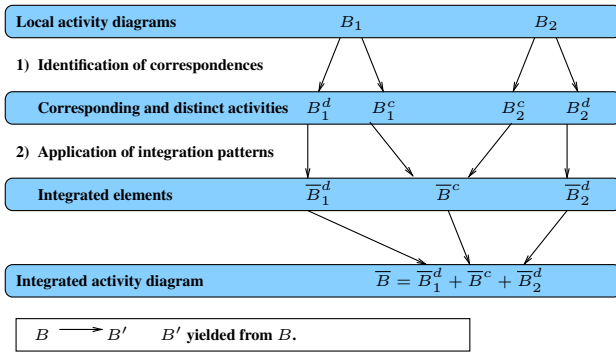 Local activity diagrams B₁ B₂
1) Identification of correspondences
Corresponding and distinct activities B₁ᵈ B₁ᶜ B₂ᶜ B₂ᵈ
2) Application of integration patterns
Integrated elements B̅₁ᵈ B̅ᶜ B̅₂ᵈ
Integrated activity diagram B̅ = B̅₁ᵈ + B̅ᶜ + B̅₂ᵈ
B ⟶ B′ B′ yielded from B.